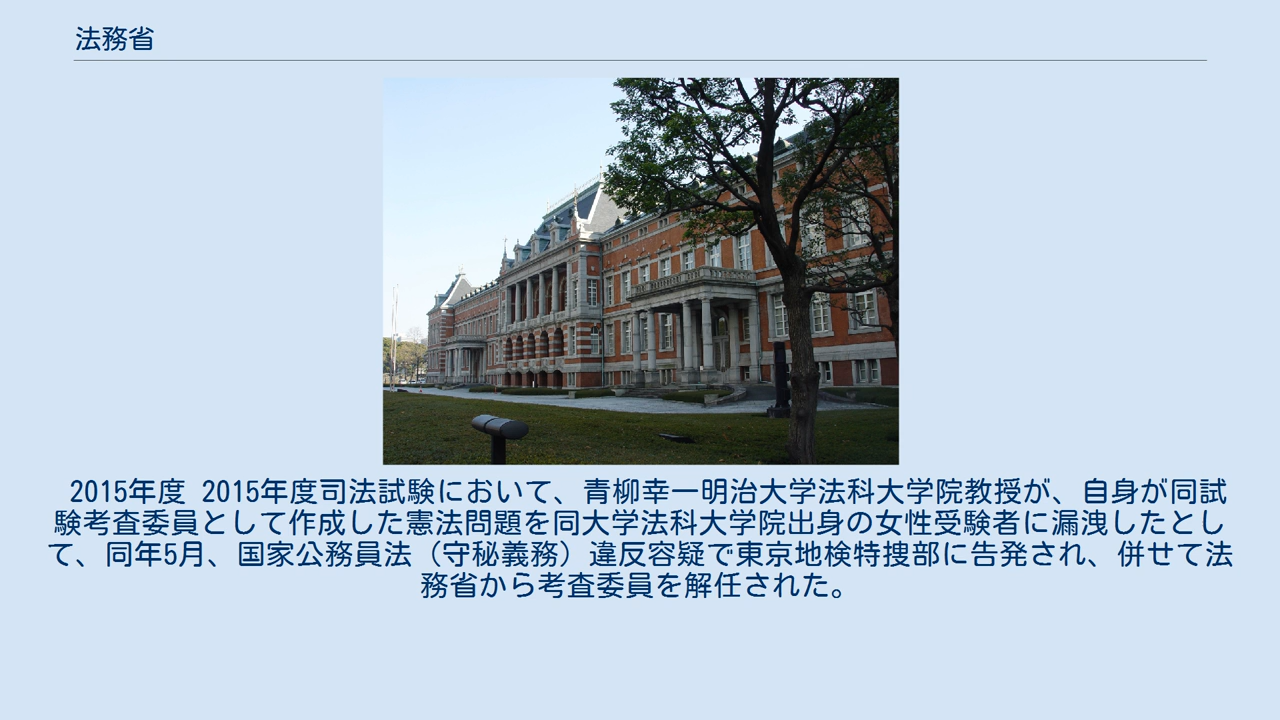 法務省
2015年度 2015年度司法試験において、青柳幸一明治大学法科大学院教授が、自身が同試
験考査委員として作成した憲法問題を同大学法科大学院出身の女性受験者に漏洩したとし
て、同年5月、国家公務員法（守秘義務）違反容疑で東京地検特捜部に告発され、併せて法
務省から考査委員を解任された。